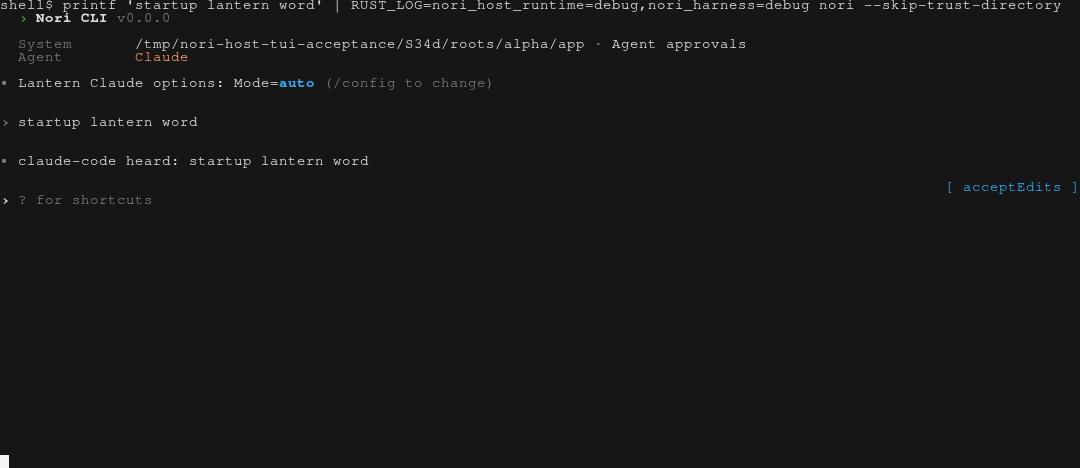 shell$ printf 'startup lantern word' | RUST_LOG=nori_host_runtime=debug,nori_harness=debug nori --skip-trust-directory
› Nori CLI v0.0.0
System /tmp/nori-host-tui-acceptance/S34d/roots/alpha/app · Agent approvals
Agent Claude
• Lantern Claude options: Mode=auto (/config to change)
› startup lantern word
• claude-code heard: startup lantern word
[ acceptEdits ]
› ? for shortcuts